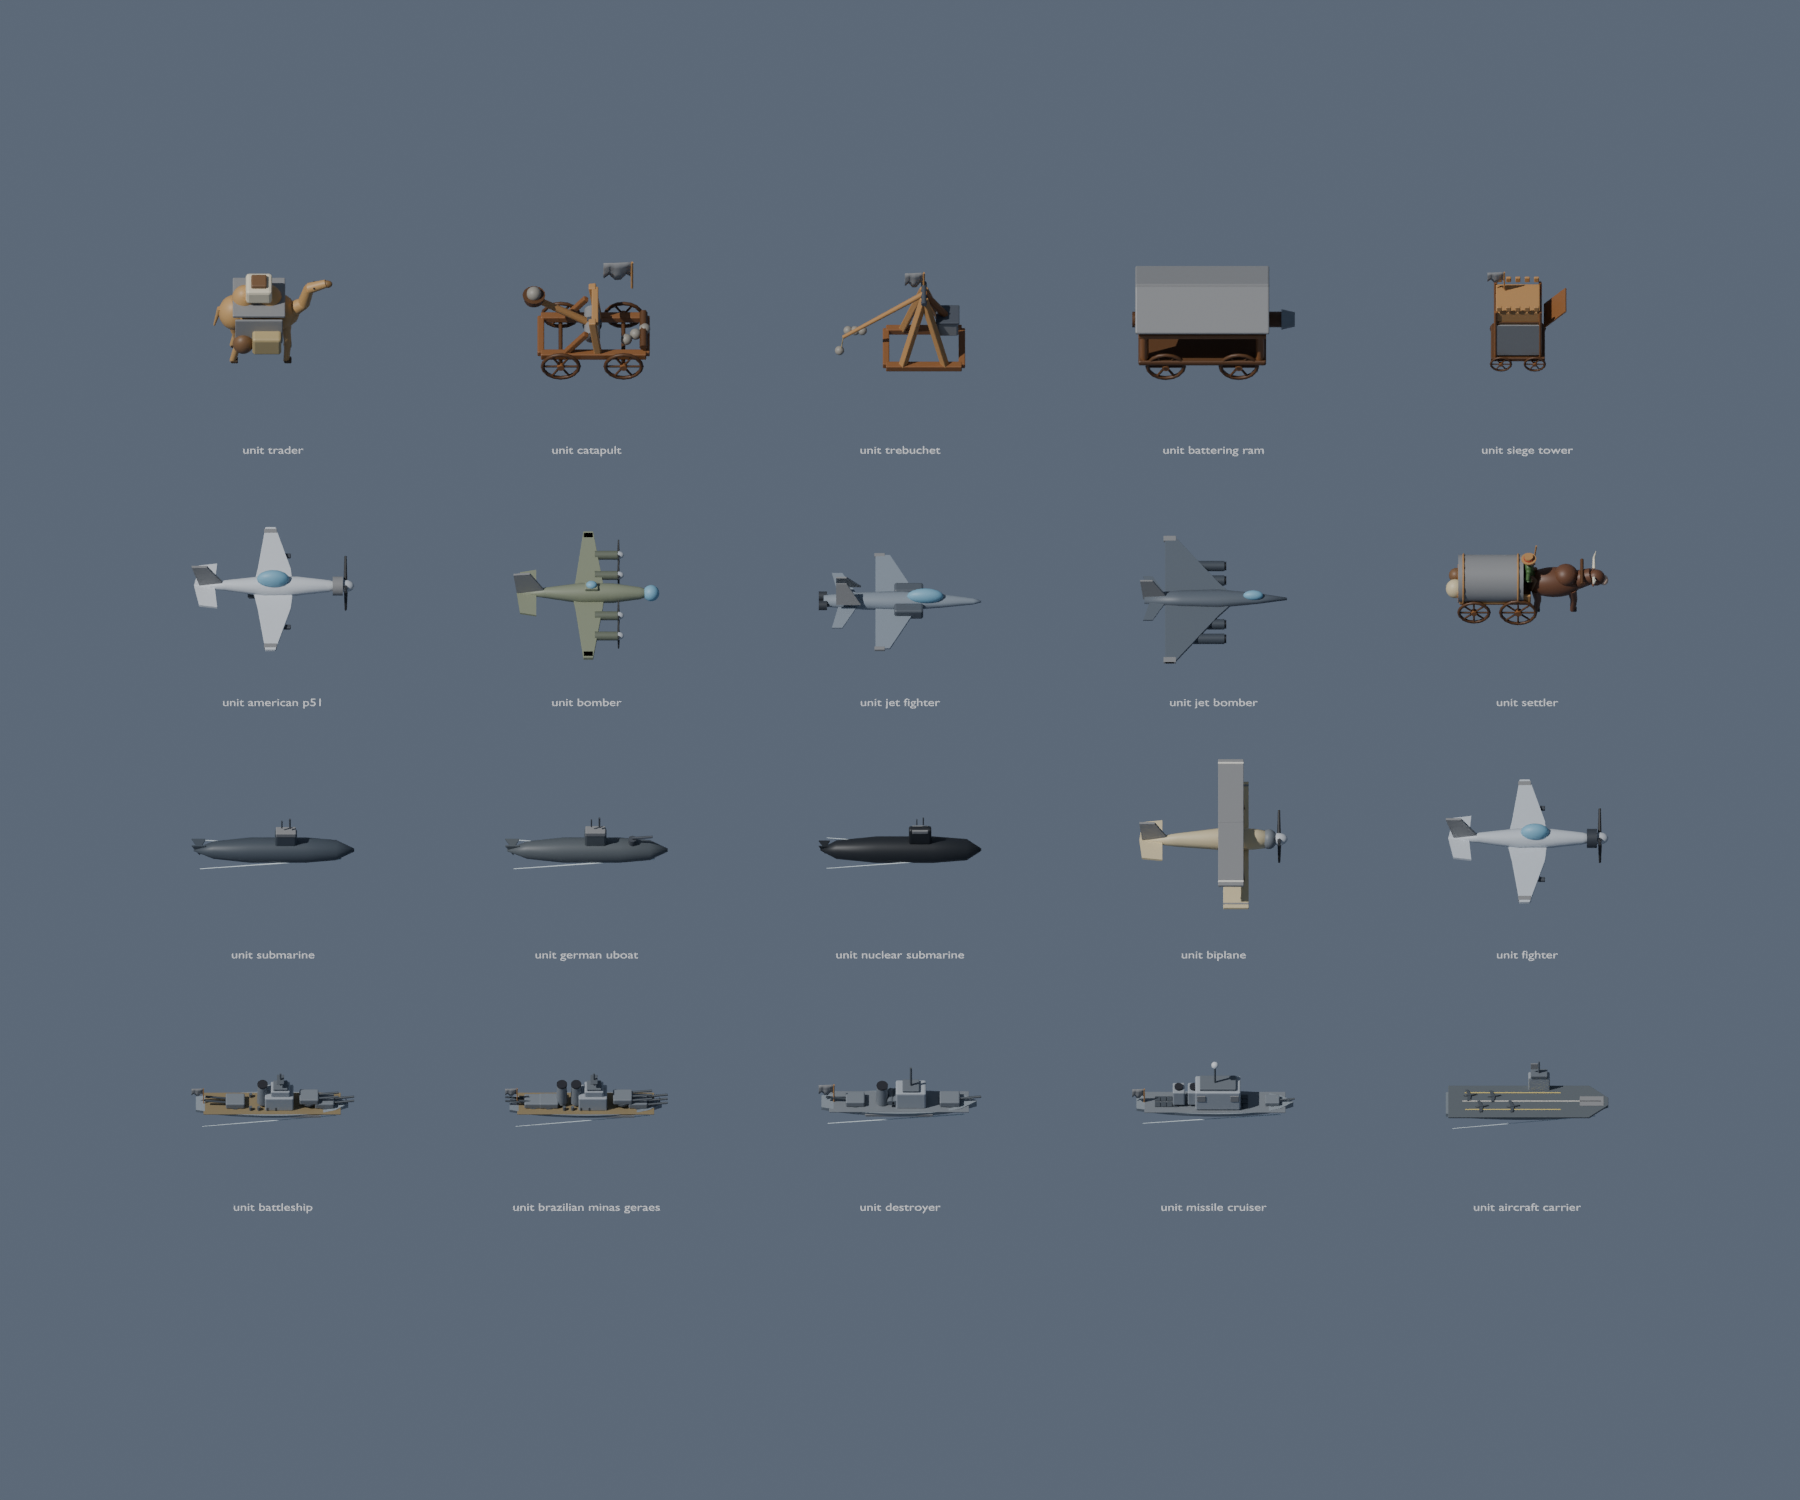 unit trader
unit catapult
unit trebuchet
unit battering ram
unit siege tower
unit american p51
unit bomber
unit jet fighter
unit jet bomber
unit settler
unit submarine
unit german uboat
unit nuclear submarine
unit biplane
unit fighter
unit battleship
unit brazilian minas geraes
unit destroyer
unit missile cruiser
unit aircraft carrier